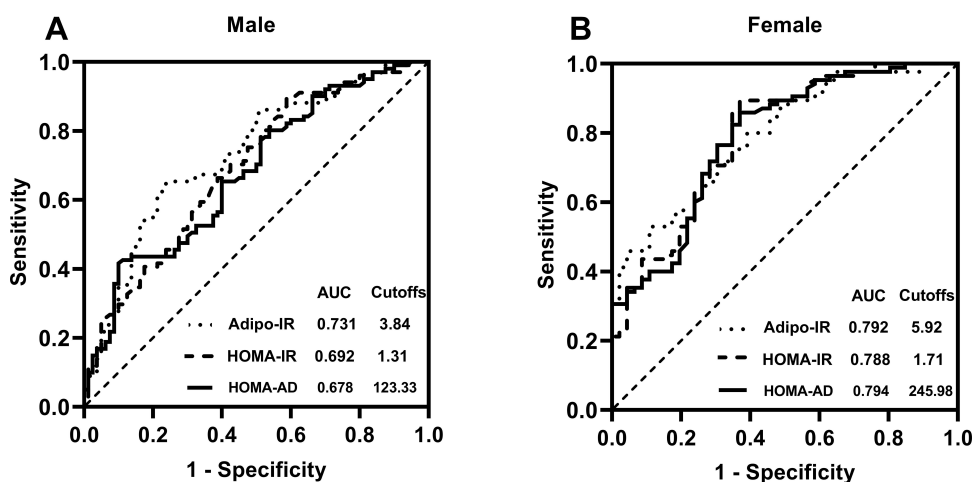 A
Male
1.0
0.8
0.6
0.4
0.2
0.0
Sensitivity
AUC Cutoffs
Adipo-IR 0.731 3.84
HOMA-IR 0.692 1.31
HOMA-AD 0.678 123.33
0.0 0.2 0.4 0.6 0.8 1.0
1 - Specificity
B
Female
1.0
0.8
0.6
0.4
0.2
0.0
Sensitivity
AUC Cutoffs
Adipo-IR 0.792 5.92
HOMA-IR 0.788 1.71
HOMA-AD 0.794 245.98
0.0 0.2 0.4 0.6 0.8 1.0
1 - Specificity